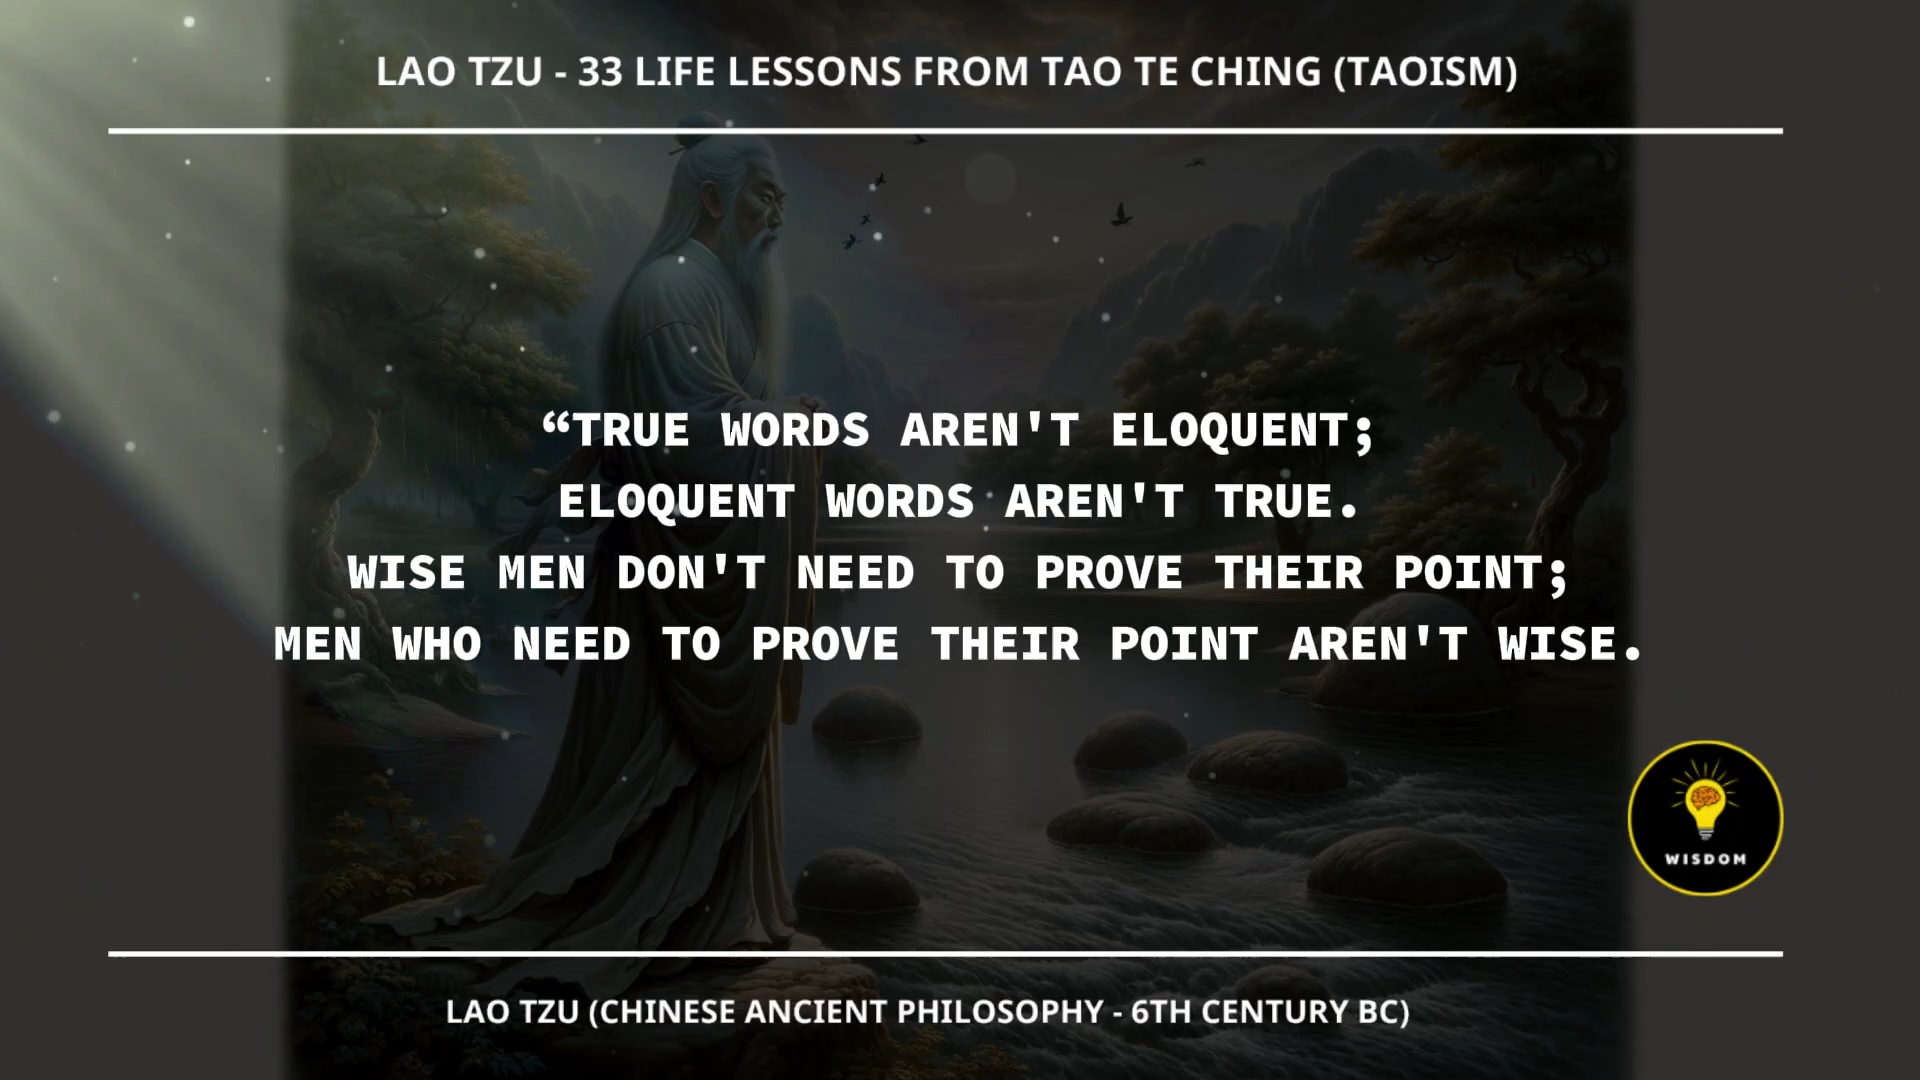 LAO TZU - 33 LIFE LESSONS FROM TAO TE CHING (TAOISM)
“TRUE WORDS AREN'T ELOQUENT;
ELOQUENT WORDS AREN'T TRUE.
WISE MEN DON'T NEED TO PROVE THEIR POINT;
MEN WHO NEED TO PROVE THEIR POINT AREN'T WISE.
WISDOM
LAO TZU (CHINESE ANCIENT PHILOSOPHY - 6TH CENTURY BC)